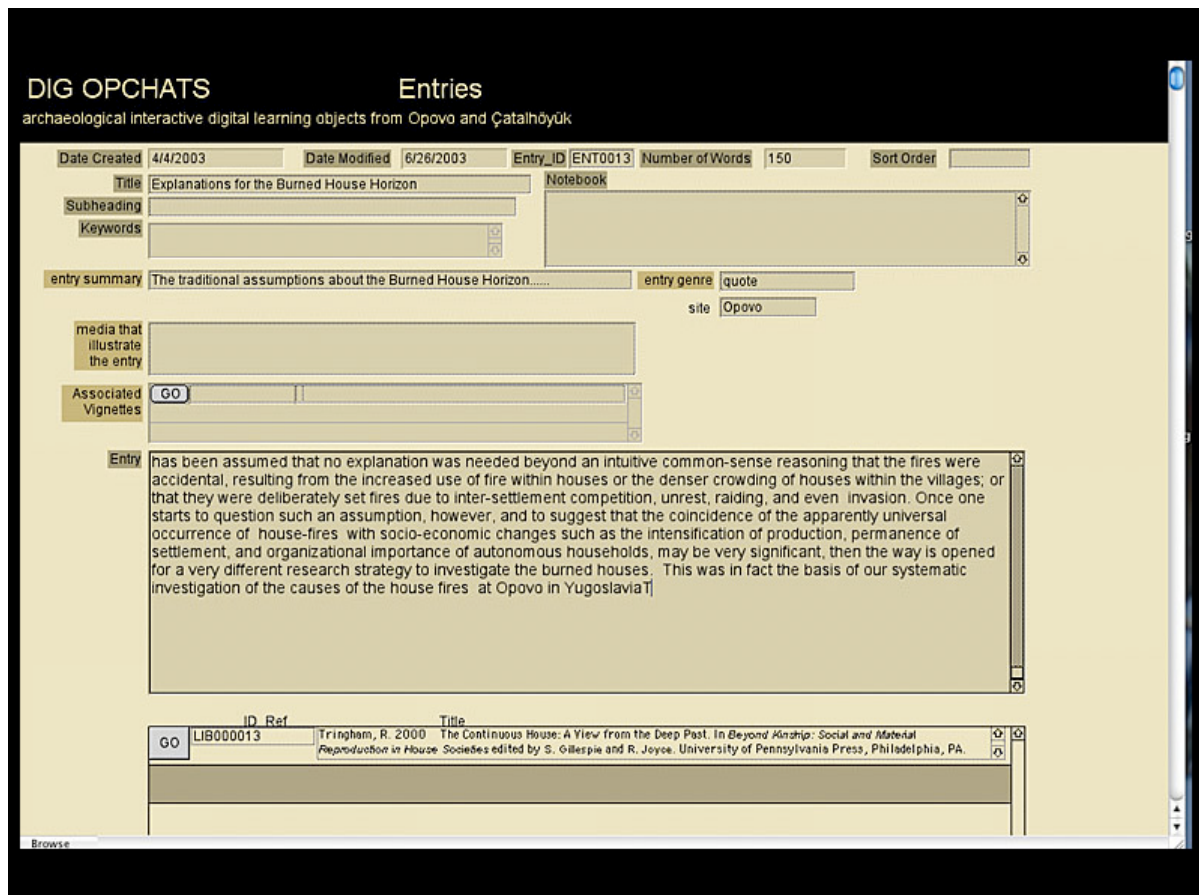 DIG OPCHATS Entries
archaeological interactive digital learning objects from Opovo and Çatalhöyük
Date Created 4/4/2003 Date Modified 6/26/2003 Entry_ID ENT0013 Number of Words 150 Sort Order
Title Explanations for the Burned House Horizon Notebook
Subheading
Keywords
entry summary The traditional assumptions about the Burned House Horizon...... entry genre quote
site Opovo
media that
illustrate
the entry
Associated GO
Vignettes
Entry has been assumed that no explanation was needed beyond an intuitive common-sense reasoning that the fires were
accidental, resulting from the increased use of fire within houses or the denser crowding of houses within the villages; or
that they were deliberately set fires due to inter-settlement competition, unrest, raiding, and even  invasion. Once one
starts to question such an assumption, however, and to suggest that the coincidence of the apparently universal
occurrence of  house-fires  with socio-economic changes such as the intensification of production, permanence of
settlement, and organizational importance of autonomous households, may be very significant, then the way is opened
for a very different research strategy to investigate the burned houses.  This was in fact the basis of our systematic
investigation of the causes of the house fires  at Opovo in YugoslaviaT
ID_Ref Title
GO LIB000013 Tringham, R. 2000 The Continuous House: A View from the Deep Past. In Beyond Kinship: Social and Material
Reproduction in House Societies edited by S. Gillespie and R. Joyce. University of Pennsylvania Press, Philadelphia, PA.
Browse